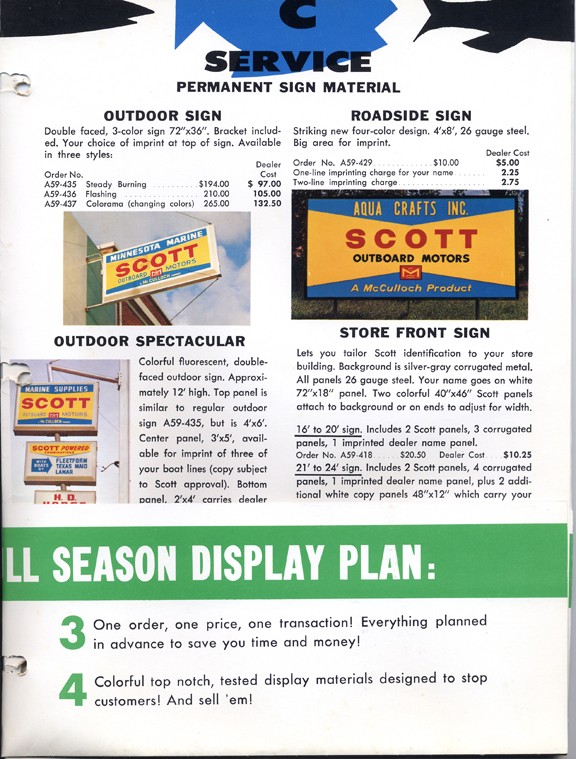 C
SERVICE
PERMANENT SIGN MATERIAL
OUTDOOR SIGN
Double faced, 3-color sign 72"x36". Bracket includ-
ed. Your choice of imprint at top of sign. Available
in three styles:
Dealer
Order No. Cost
A59-435 Steady Burning ............ $194.00 $ 97.00
A59-436 Flashing .................. 210.00 105.00
A59-437 Colorama (changing colors) 265.00 132.50
MINNESOTA MARINE
SCOTT
OUTBOARD MOTORS
A McCulloch
OUTDOOR SPECTACULAR
Colorful fluorescent, double-
faced outdoor sign. Approxi-
mately 12' high. Top panel is
similar to regular outdoor
sign A59-435, but is 4'x6'.
Center panel, 3'x5', avail-
able for imprint of three of
your boat lines (copy subject
to Scott approval). Bottom
panel, 2'x4' carries dealer
MARINE SUPPLIES
SCOTT
OUTBOARD MOTORS
SCOTT POWERED
WITH BOATS BY
FLEETFORM
TEXAS MAID
LAMAR
H. D.
ROADSIDE SIGN
Striking new four-color design. 4'x8', 26 gauge steel.
Big area for imprint.
Dealer Cost
Order No. A59-429 .............. $10.00 $5.00
One-line imprinting charge for your name ....... 2.25
Two-line imprinting charge .................... 2.75
AQUA CRAFTS INC.
SCOTT
OUTBOARD MOTORS
M
A McCulloch Product
STORE FRONT SIGN
Lets you tailor Scott identification to your store
building. Background is silver-gray corrugated metal.
All panels 26 gauge steel. Your name goes on white
72"x18" panel. Two colorful 40"x46" Scott panels
attach to background or on ends to adjust for width.
16' to 20' sign. Includes 2 Scott panels, 3 corrugated
panels, 1 imprinted dealer name panel.
Order No. A59-418 ..... $20.50 Dealer Cost .... $10.25
21' to 24' sign. Includes 2 Scott panels, 4 corrugated
panels, 1 imprinted dealer name panel, plus 2 addi-
tional white copy panels 48"x12" which carry your
LL SEASON DISPLAY PLAN:
3 One order, one price, one transaction! Everything planned
in advance to save you time and money!
4 Colorful top notch, tested display materials designed to stop
customers! And sell 'em!